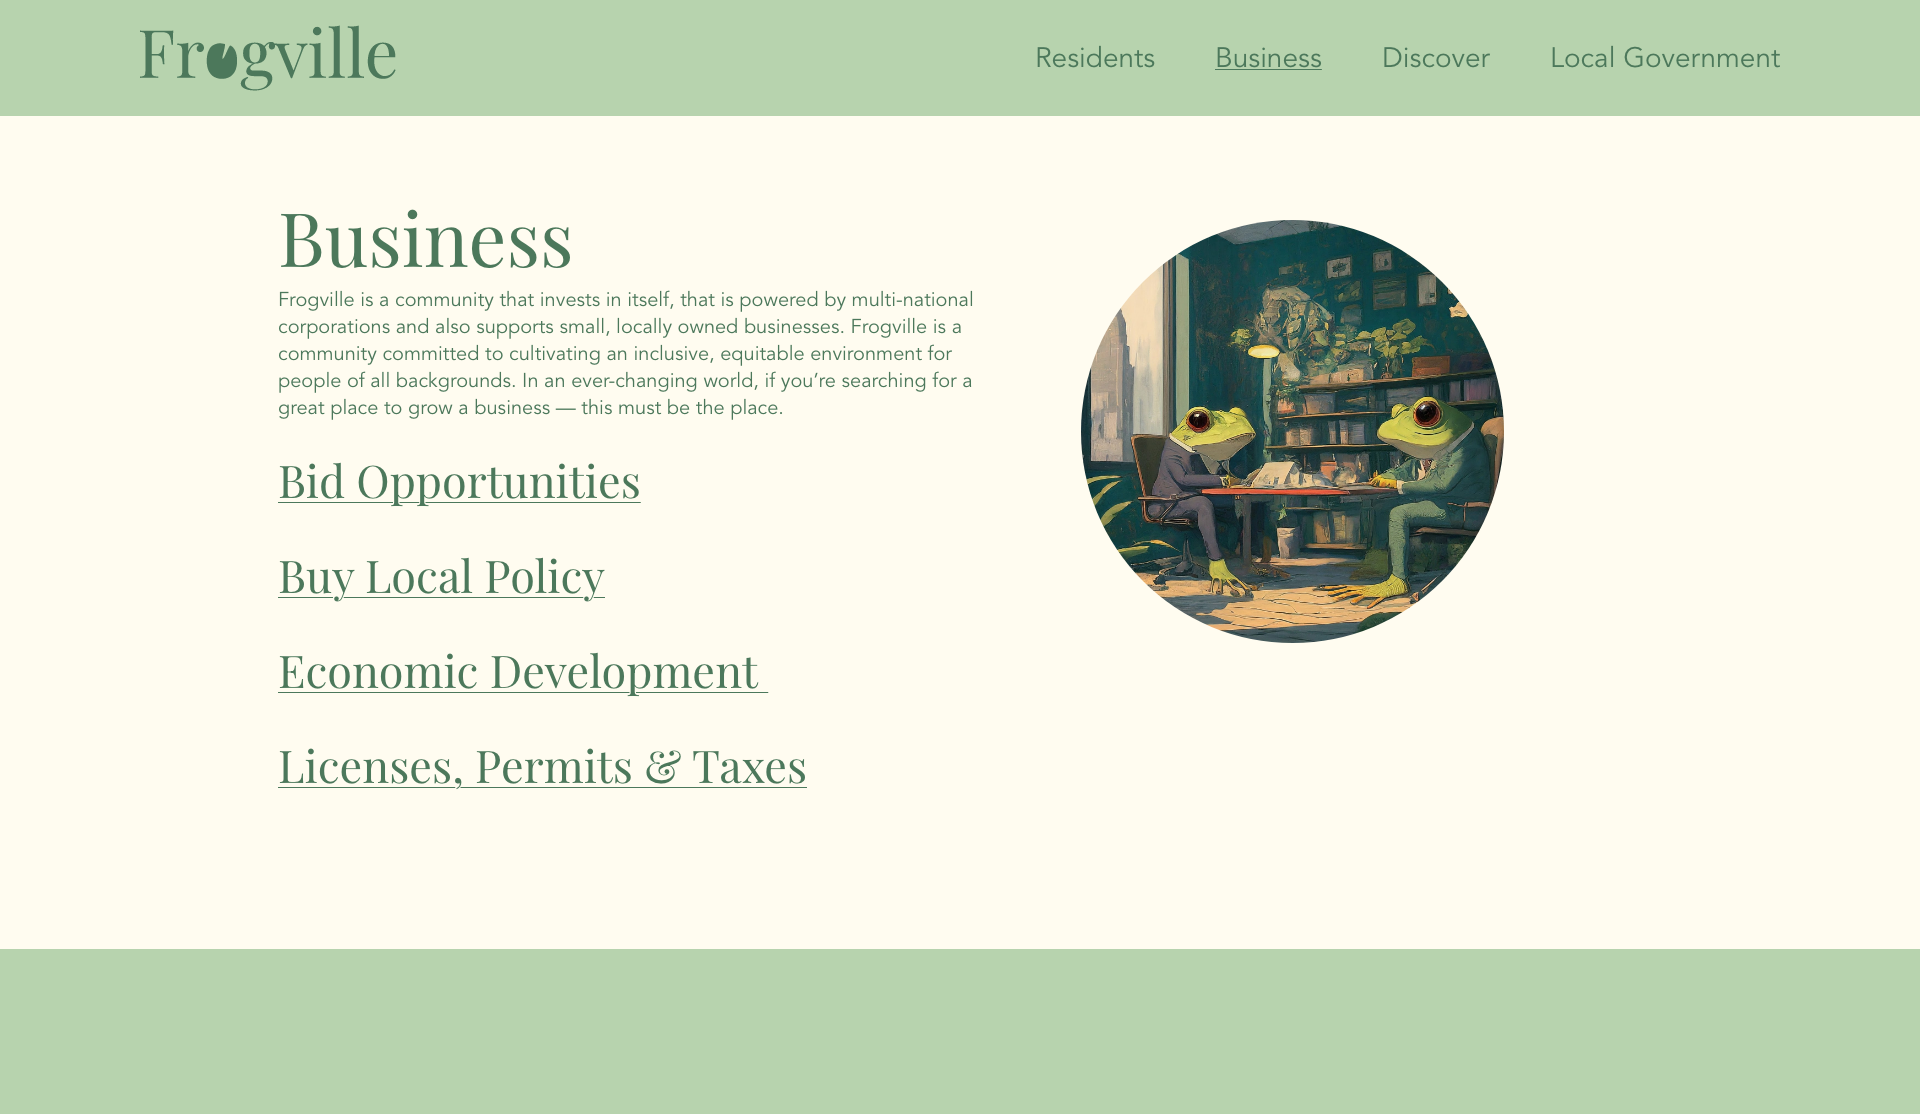 Frogville
Residents
Business
Discover
Local Government
Business
Frogville is a community that invests in itself, that is powered by multi-national
corporations and also supports small, locally owned businesses. Frogville is a
community committed to cultivating an inclusive, equitable environment for
people of all backgrounds. In an ever-changing world, if you’re searching for a
great place to grow a business — this must be the place.
Bid Opportunities
Buy Local Policy
Economic Development
Licenses, Permits & Taxes